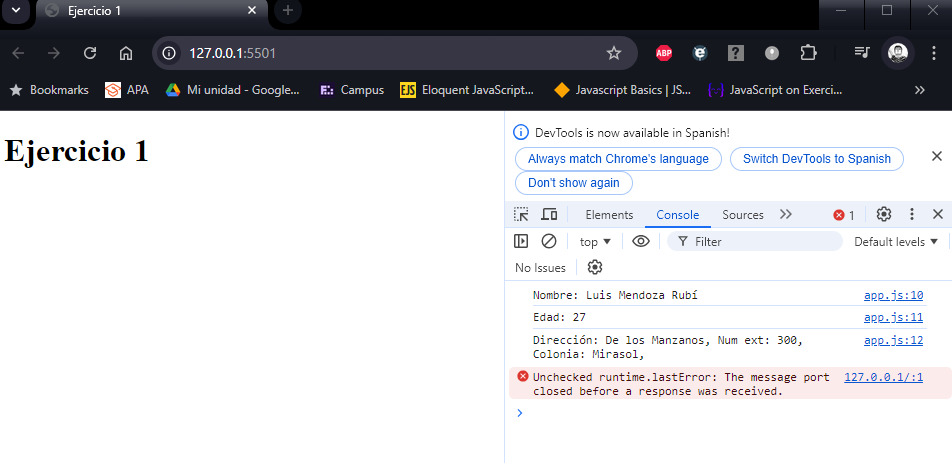 Ejercicio 1
127.0.0.1:5501
ABP
Bookmarks
APA
Mi unidad - Google...
Campus
EJS
Eloquent JavaScript...
Javascript Basics | JS...
JavaScript on Exerci...
Ejercicio 1
DevTools is now available in Spanish!
Always match Chrome's language
Switch DevTools to Spanish
Don't show again
Elements
Console
Sources
1
top
Filter
Default levels
No Issues
Nombre: Luis Mendoza Rubí
app.js:10
Edad: 27
app.js:11
Dirección: De los Manzanos, Num ext: 300,
app.js:12
Colonia: Mirasol,
Unchecked runtime.lastError: The message port
127.0.0.1/:1
closed before a response was received.